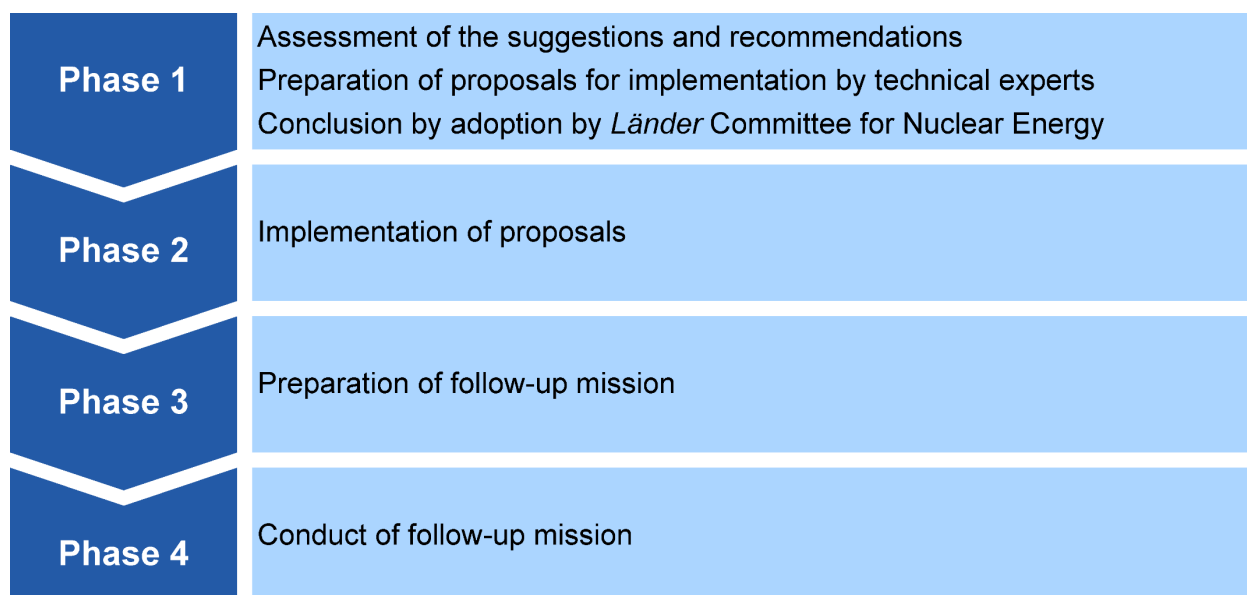 Phase 1
Assessment of the suggestions and recommendations
Preparation of proposals for implementation by technical experts
Conclusion by adoption by Länder Committee for Nuclear Energy
Phase 2
Implementation of proposals
Phase 3
Preparation of follow-up mission
Phase 4
Conduct of follow-up mission